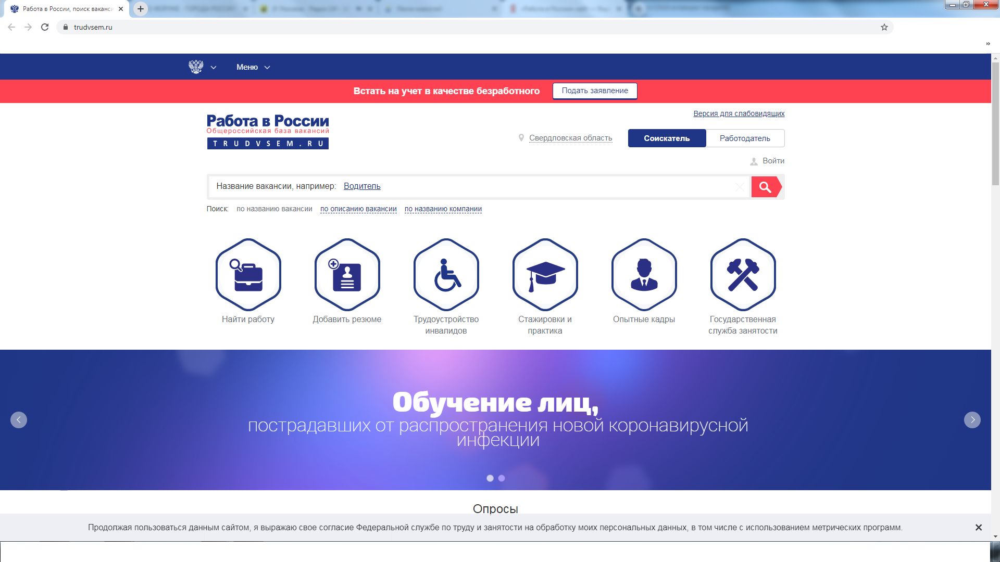 Работа в России, поиск ваканс
trudvsem.ru
»
Меню
Встать на учет в качестве безработного
Подать заявление
Версия для слабовидящих
Работа в России
Общероссийская база вакансий
TRUDVSEM.RU
Свердловская область
Соискатель
Работодатель
Войти
Название вакансии, например: Водитель
Поиск: по названию вакансии по описанию вакансии по названию компании
Найти работу
Добавить резюме
Трудоустройство
инвалидов
Стажировки и
практика
Опытные кадры
Государственная
служба занятости
Обучение лиц,
пострадавших от распространения новой коронавирусной
инфекции
Опросы
Продолжая пользоваться данным сайтом, я выражаю свое согласие Федеральной службе по труду и занятости на обработку моих персональных данных, в том числе с использованием метрических программ.